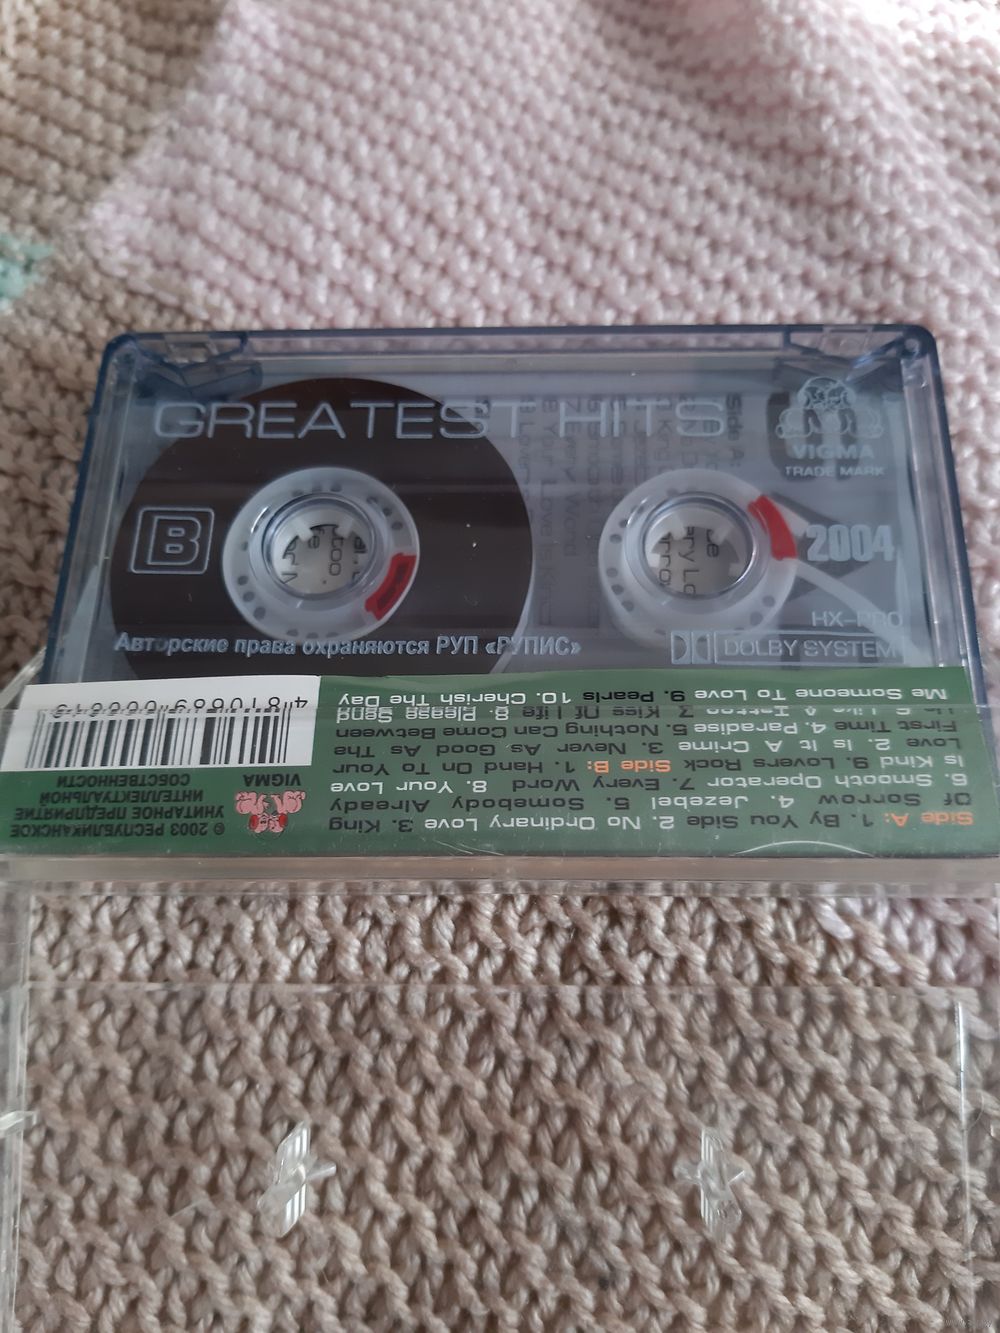 GREATEST HITS
VIGMA
TRADE MARK
B
2004
HX-PRO
Авторские права охраняются РУП «РУПИС»
DOLBY SYSTEM
Side A: 1. By You Side 2. No Ordinary Love 3. King
Of Sorrow 4. Jezebel 5. Somebody Already
6. Smooth Operator 7. Every Word 8. Your Love
Is Kind 9. Lovers Rock Side B: 1. Hand On To Your
Love 2. Is It A Crime 3. Never As Good As The
First Time 4. Paradise 5. Nothing Can Come Between
7. Kiss Of Life 8. Please Send
Me Someone To Love 9. Pearls 10. Cherish The Day
© 2003 РЕСПУБЛИКАНСКОЕ
УНИТАРНОЕ ПРЕДПРИЯТИЕ
ИНТЕЛЛЕКТУАЛЬНОЙ
СОБСТВЕННОСТИ
VIGMA